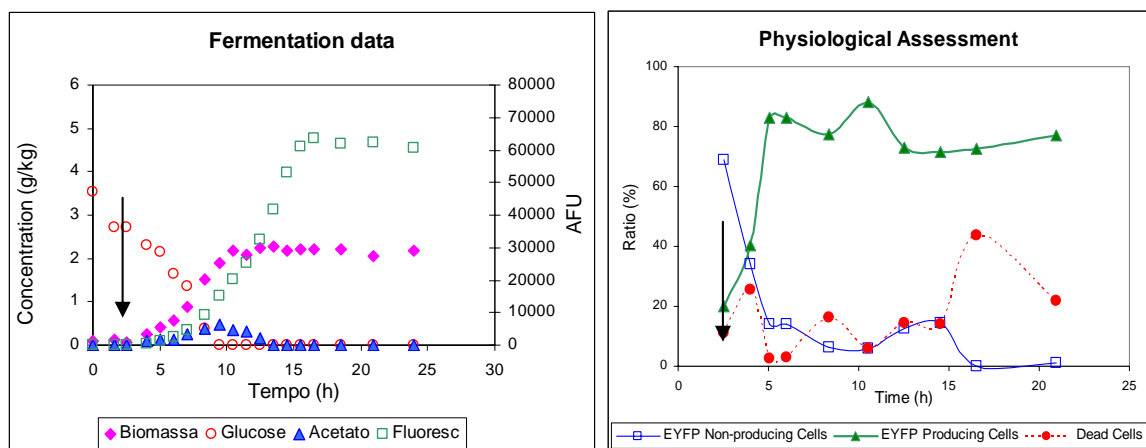 Fermentation data
6
5
4
3
2
1
0
Concentration (g/kg)
80000
70000
60000
50000
40000
30000
20000
10000
0
AFU
0 5 10 15 20 25 30
Tempo (h)
Biomassa Glucose Acetato Fluoresc
Physiological Assessment
100
80
60
40
20
0
Ratio (%)
0 5 10 15 20 25
Time (h)
EYFP Non-producing Cells EYFP Producing Cells Dead Cells